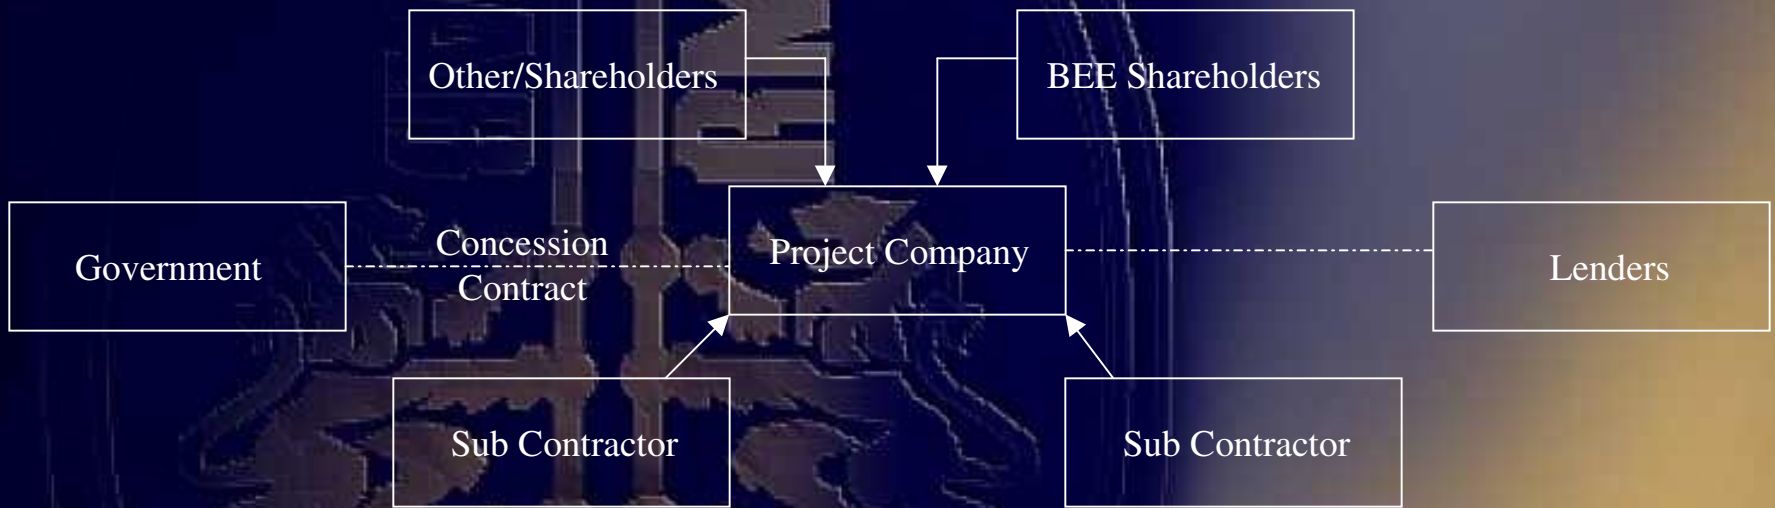 Other/Shareholders
BEE Shareholders
Government
Concession
Contract
Project Company
Lenders
Sub Contractor
Sub Contractor